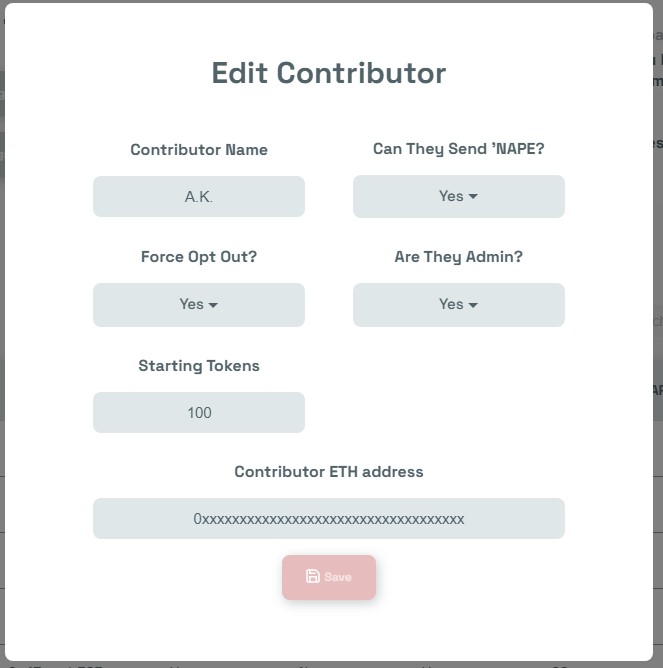 Edit Contributor
Contributor Name
Can They Send 'NAPE?
A.K.
Yes
Force Opt Out?
Are They Admin?
Yes
Yes
Starting Tokens
100
Contributor ETH address
0xxxxxxxxxxxxxxxxxxxxxxxxxxxxxxxxxxxx
Save